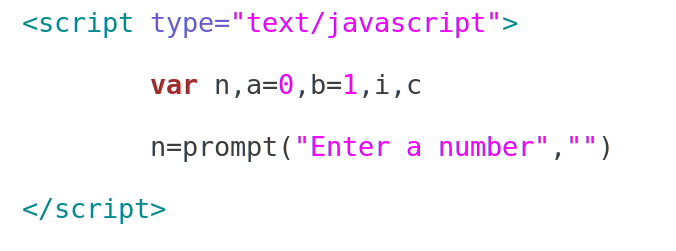 <script type="text/javascript">
var n,a=0,b=1,i,c
n=prompt("Enter a number","")
</script>